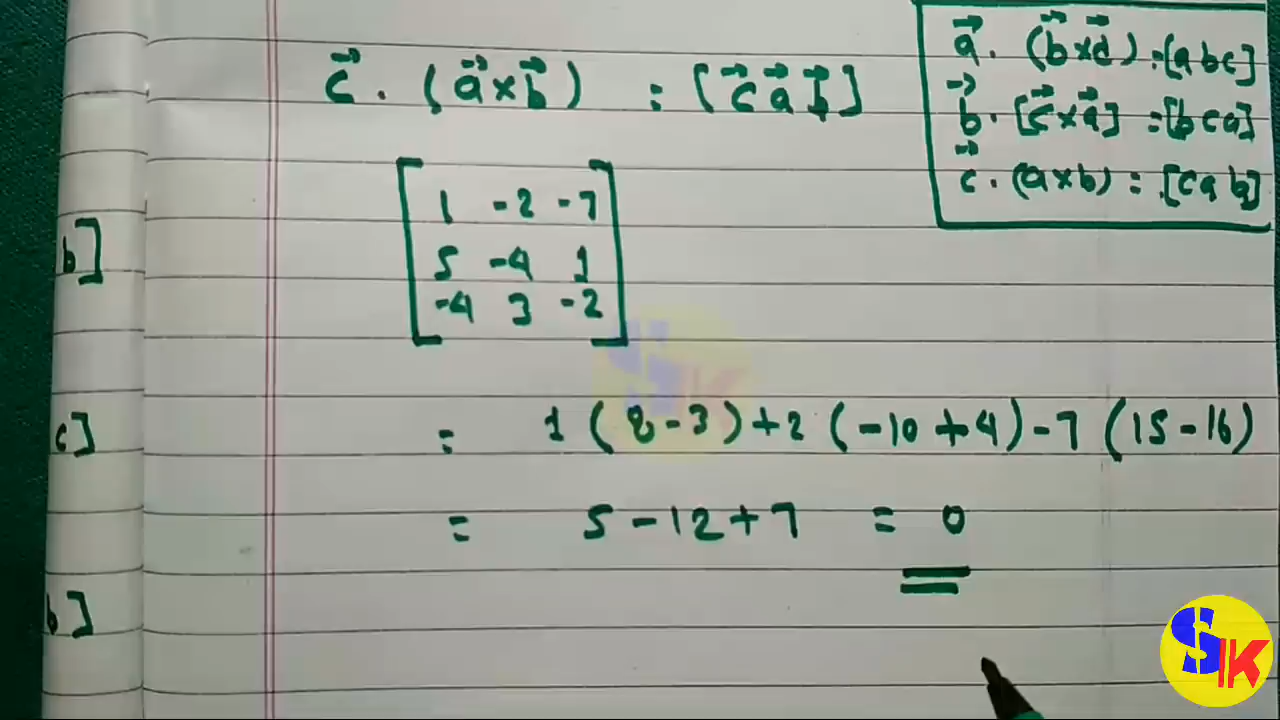 c⃗ . (a⃗ × b⃗) : [c⃗ a⃗ b⃗]
a⃗ . (b⃗ × d⃗) := [a b c]
b⃗ . [c⃗ × a⃗] := [b c a]
c⃗ . (a × b) = [c a b]
1 -2 -7
b] 5 -4 1
-4 3 -2
c] = 1 (8 - 3) + 2 (-10 + 4) - 7 (15 - 16)
= 5 - 12 + 7 = 0
b]
SK